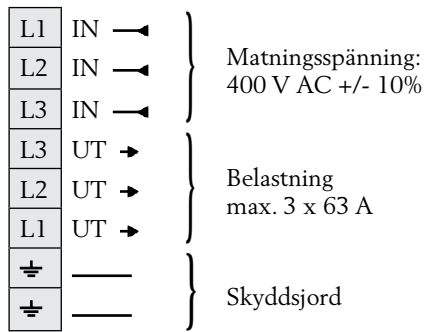 L1 IN
L2 IN
L3 IN
Matningsspänning:
400 V AC +/- 10%
L3 UT
L2 UT
L1 UT
Belastning
max. 3 x 63 A
Skyddsjord